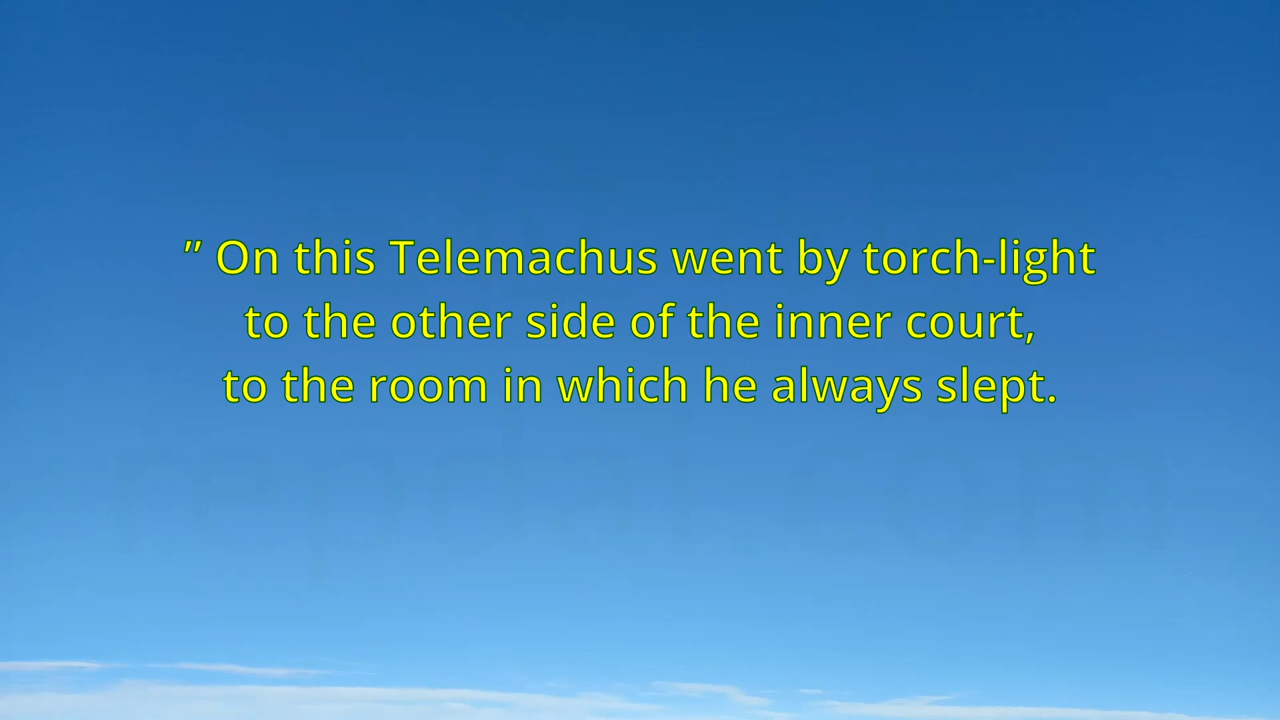 ” On this Telemachus went by torch-light
to the other side of the inner court,
to the room in which he always slept.